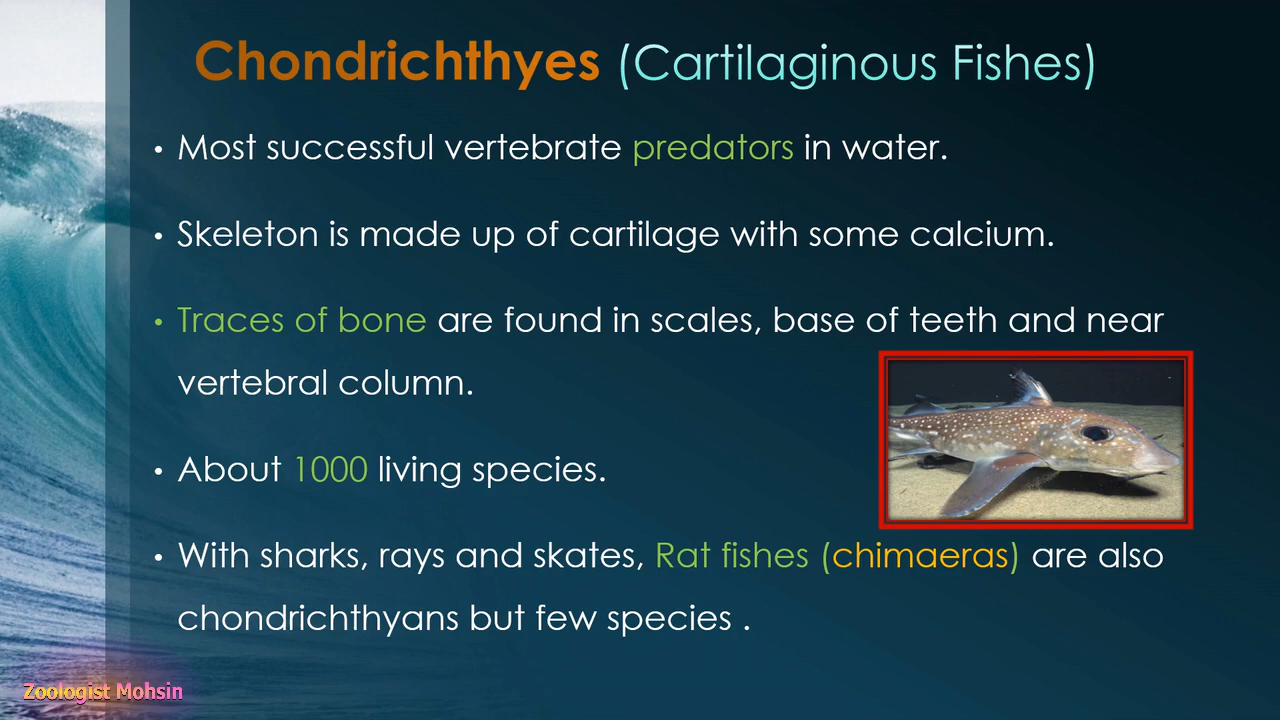 Chondrichthyes (Cartilaginous Fishes)
• Most successful vertebrate predators in water.
• Skeleton is made up of cartilage with some calcium.
• Traces of bone are found in scales, base of teeth and near
vertebral column.
• About 1000 living species.
• With sharks, rays and skates, Rat fishes (chimaeras) are also
chondrichthyans but few species .
Zoologist Mohsin